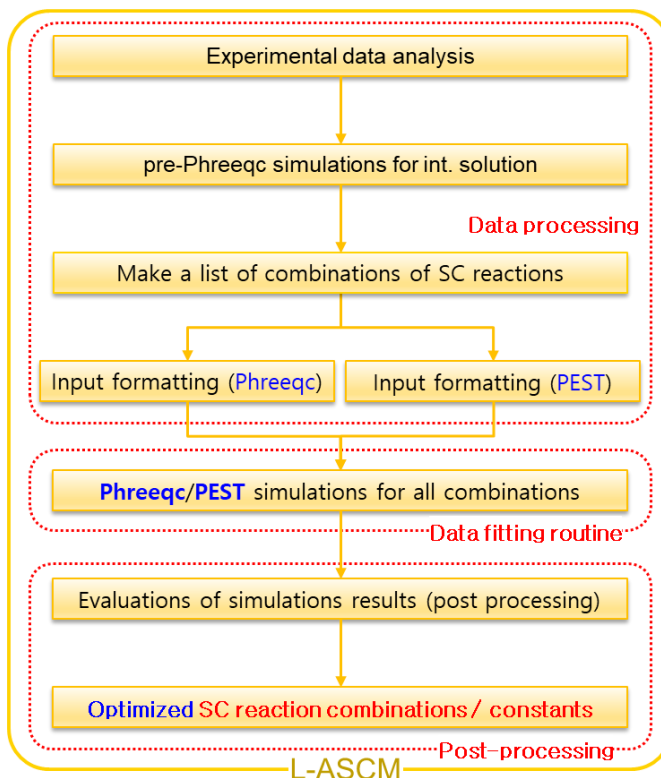 Experimental data analysis
pre-Phreeqc simulations for int. solution
Data processing
Make a list of combinations of SC reactions
Input formatting (Phreeqc)
Input formatting (PEST)
Phreeqc/PEST simulations for all combinations
Data fitting routine
Evaluations of simulations results (post processing)
Optimized SC reaction combinations / constants
Post-processing
L-ASCM